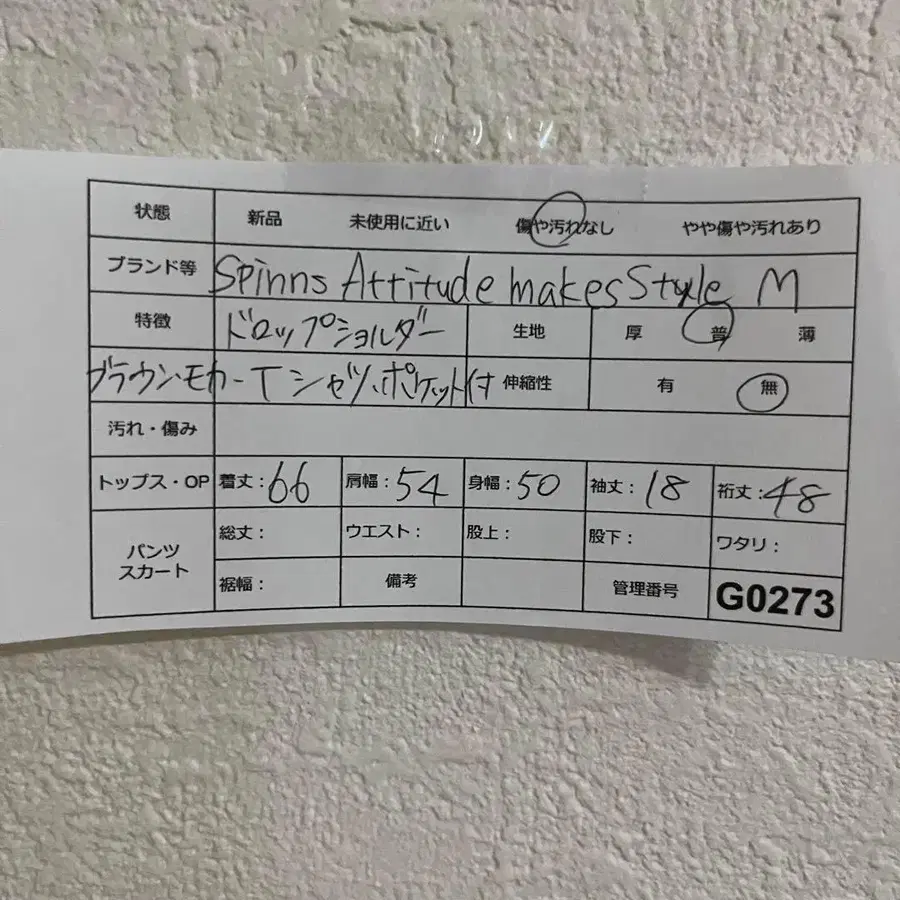 状態 新品 未使用に近い 傷や汚れなし やや傷や汚れあり
ブランド等 Spinns Attitude makes Style M
特徴 ドロップショルダー 生地 厚 普 薄
ブラウン・モカ-Tシャツ、ポケット付 伸縮性 有 無
汚れ・傷み
トップス・OP 着丈:66 肩幅:54 身幅:50 袖丈:18 裄丈:48
パンツ スカート 総丈: ウエスト: 股上: 股下: ワタリ:
裾幅: 備考 管理番号 G0273